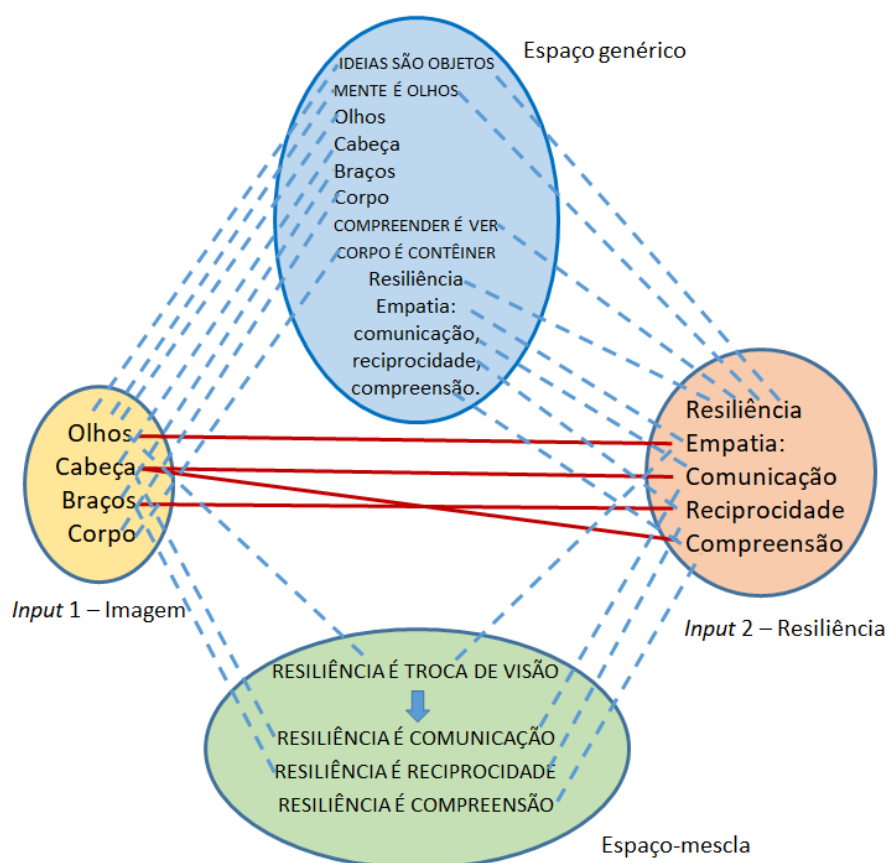 Espaço genérico
IDEIAS SÃO OBJETOS
MENTE É OLHOS
Olhos
Cabeça
Braços
Corpo
COMPREENDER É VER
CORPO É CONTÊINER
Resiliência
Empatia:
comunicação,
reciprocidade,
compreensão.
Olhos
Cabeça
Braços
Corpo
Input 1 – Imagem
Resiliência
Empatia:
Comunicação
Reciprocidade
Compreensão
Input 2 – Resiliência
RESILIÊNCIA É TROCA DE VISÃO
RESILIÊNCIA É COMUNICAÇÃO
RESILIÊNCIA É RECIPROCIDADE
RESILIÊNCIA É COMPREENSÃO
Espaço-mescla